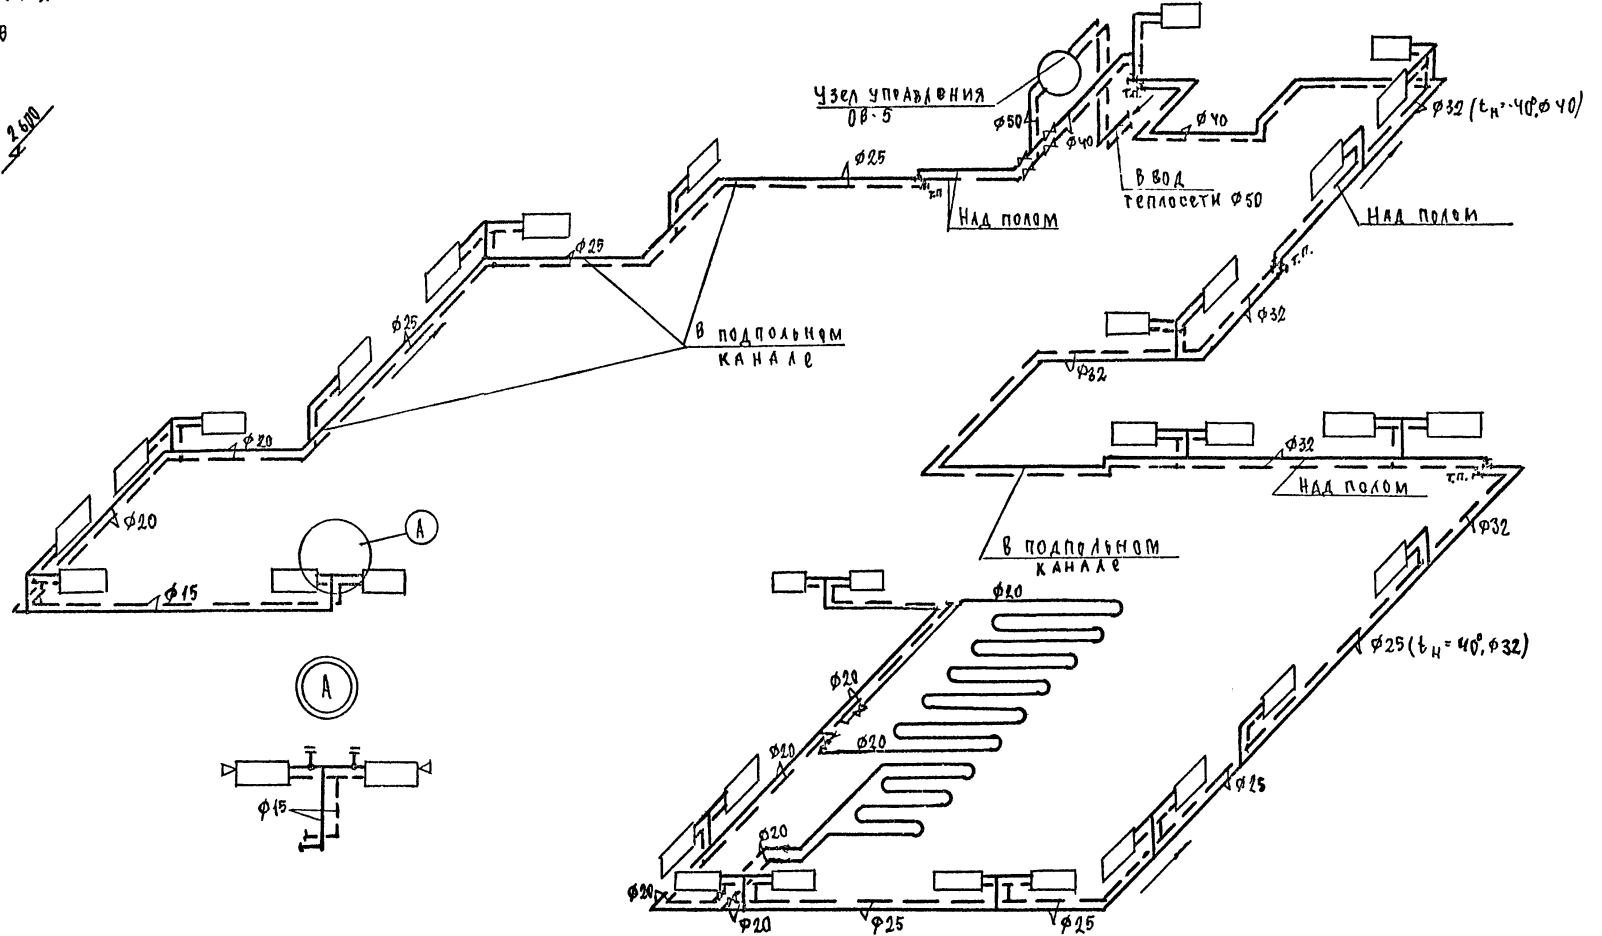 в
2600
Узел управления
ОВ-5
Ф50
Ф40
т.п.
Ф40
Ф32 (tн=-40°, Ф40)
Ввод
теплосети Ф50
Ф25
т.п.
Над полом
Над полом
Ф25
т.п.
Ф32
Ф25
В подпольном
канале
Ф32
Ф20
Ф32
т.п.
Над полом
Ф20
А
Ф32
В подпольном
канале
Ф15
Ф20
Ф25 (tн=40°, Ф32)
А
Ф20
Ф20
Ф20
Ф25
Ф15
Ф20
Ф20
Ф20
Ф25
Ф25